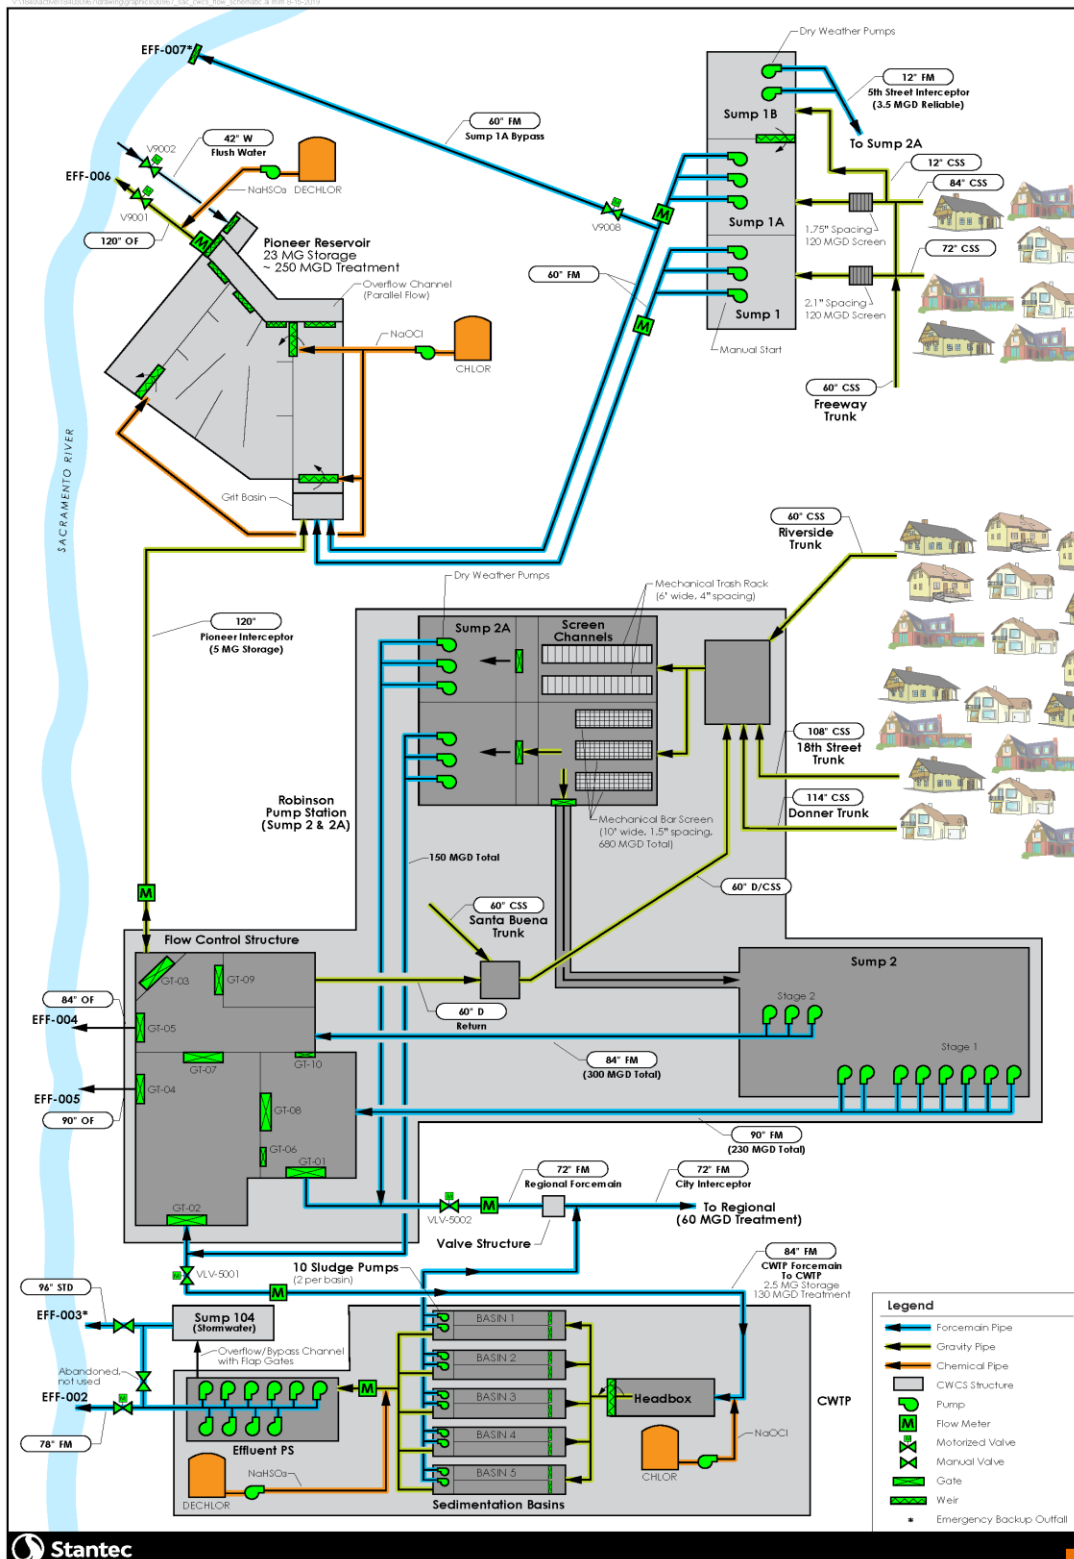 EFF-007*
Dry Weather Pumps
12" FM
5th Street Interceptor
(3.5 MGD Reliable)
Sump 1B
To Sump 2A
60" FM
Sump 1A Bypass
42" W
Flush Water
V9002
NaHSO₃
DECHLOR
EFF-006
V9001
120" OF
12" CSS
84" CSS
Sump 1A
1.75" Spacing
120 MGD Screen
V9008
72" CSS
Pioneer Reservoir
23 MG Storage
~ 250 MGD Treatment
60" FM
Overflow Channel
(Parallel Flow)
2.1" Spacing
120 MGD Screen
Sump 1
Manual Start
NaOCl
CHLOR
60" CSS
Freeway
Trunk
SACRAMENTO RIVER
Grit Basin
60" CSS
Riverside
Trunk
Dry Weather Pumps
Mechanical Trash Rack
(6' wide, 4" spacing)
Sump 2A
Screen
Channels
120"
Pioneer Interceptor
(5 MG Storage)
108" CSS
18th Street
Trunk
114" CSS
Donner Trunk
Robinson
Pump Station
(Sump 2 & 2A)
Mechanical Bar Screen
(10' wide, 1.5" spacing,
680 MGD Total)
150 MGD Total
60" D/CSS
60" CSS
Santa Buena
Trunk
Flow Control Structure
Sump 2
GT-03
GT-09
Stage 2
84" OF
EFF-004
GT-05
60" D
Return
Stage 1
84" FM
(300 MGD Total)
GT-07
GT-10
GT-04
EFF-005
90" OF
GT-08
90" FM
(230 MGD Total)
GT-06
GT-01
72" FM
Regional Forcemain
72" FM
City Interceptor
GT-02
VLV-5002
To Regional
(60 MGD Treatment)
Valve Structure
84" FM
CWTP Forcemain
To CWTP
2.5 MG Storage
130 MGD Treatment
VLV-5001
10 Sludge Pumps
(2 per basin)
96" STD
EFF-003*
Sump 104
(Stormwater)
BASIN 1
Overflow/Bypass Channel
with Flap Gates
BASIN 2
Abandoned,
not used
EFF-002
BASIN 3
Headbox
CWTP
78" FM
Effluent PS
BASIN 4
NaOCl
NaHSO₃
CHLOR
BASIN 5
DECHLOR
Sedimentation Basins
Legend
Forcemain Pipe
Gravity Pipe
Chemical Pipe
CWCS Structure
Pump
M Flow Meter
Motorized Valve
Manual Valve
Gate
Weir
* Emergency Backup Outfall
Stantec